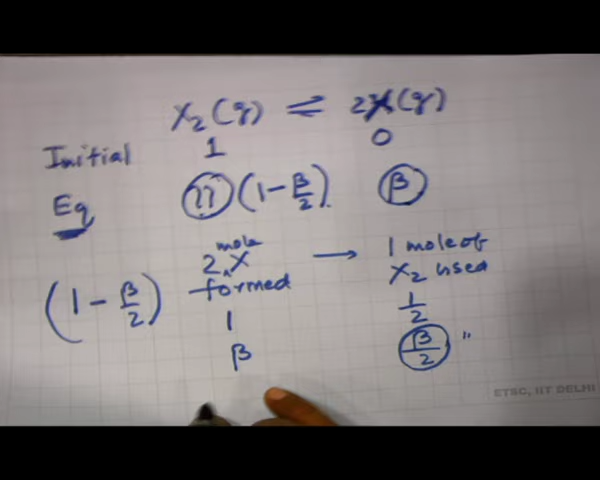 X₂(g) ⇌ 2X(g)
Initial 1 0
Eq (??) (1 - β/2) β
2 mole X formed → 1 mole of X₂ used
(1 - β/2)
1 1/2
β β/2 "
ETSC, IIT DELHI